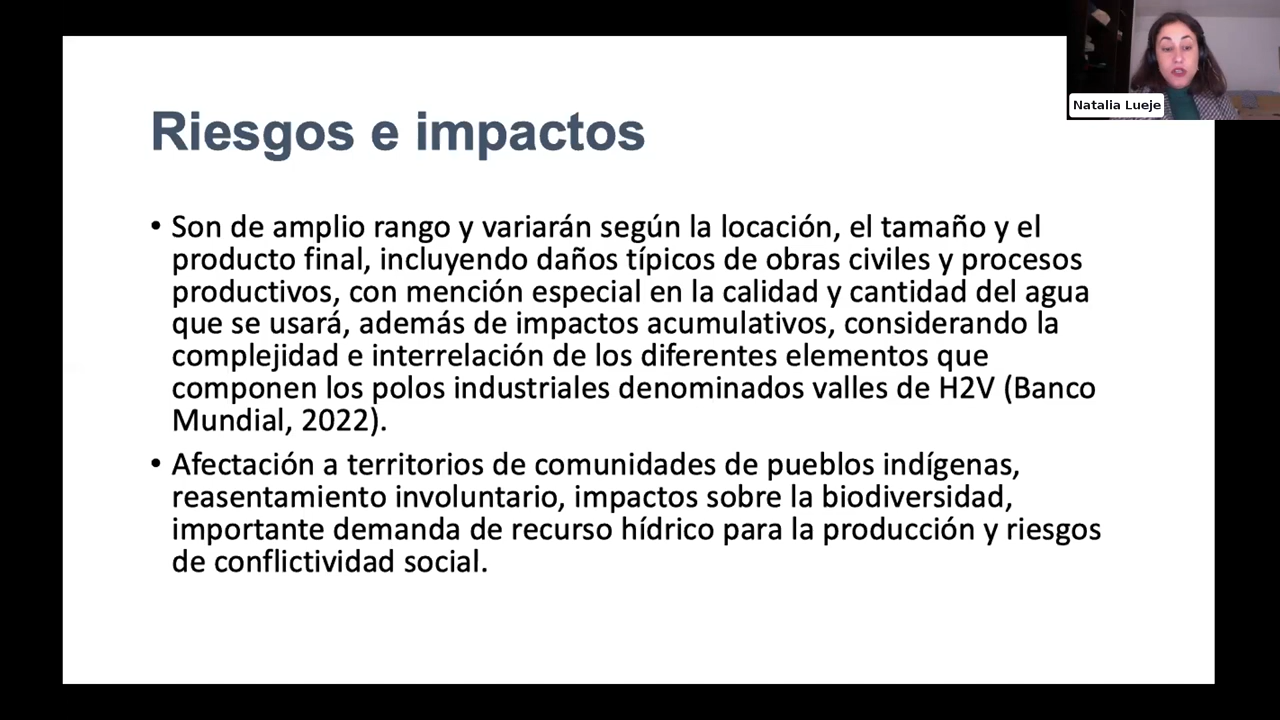 Natalia Lueje
Riesgos e impactos
• Son de amplio rango y variarán según la locación, el tamaño y el
producto final, incluyendo daños típicos de obras civiles y procesos
productivos, con mención especial en la calidad y cantidad del agua
que se usará, además de impactos acumulativos, considerando la
complejidad e interrelación de los diferentes elementos que
componen los polos industriales denominados valles de H2V (Banco
Mundial, 2022).
• Afectación a territorios de comunidades de pueblos indígenas,
reasentamiento involuntario, impactos sobre la biodiversidad,
importante demanda de recurso hídrico para la producción y riesgos
de conflictividad social.